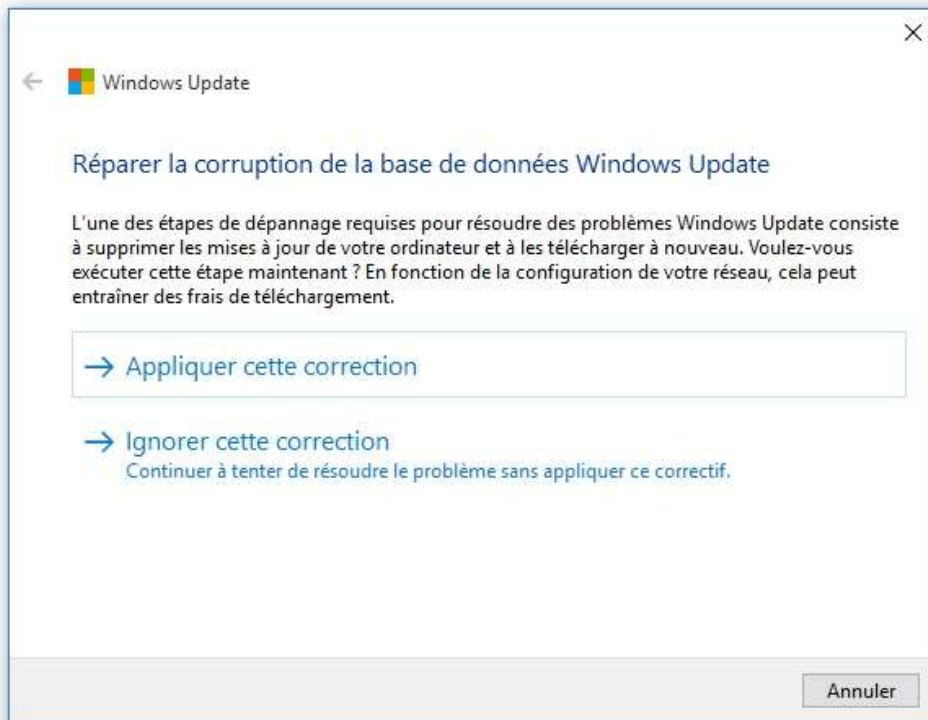 Windows Update
Réparer la corruption de la base de données Windows Update
L'une des étapes de dépannage requises pour résoudre des problèmes Windows Update consiste
à supprimer les mises à jour de votre ordinateur et à les télécharger à nouveau. Voulez-vous
exécuter cette étape maintenant ? En fonction de la configuration de votre réseau, cela peut
entraîner des frais de téléchargement.
Appliquer cette correction
Ignorer cette correction
Continuer à tenter de résoudre le problème sans appliquer ce correctif.
Annuler